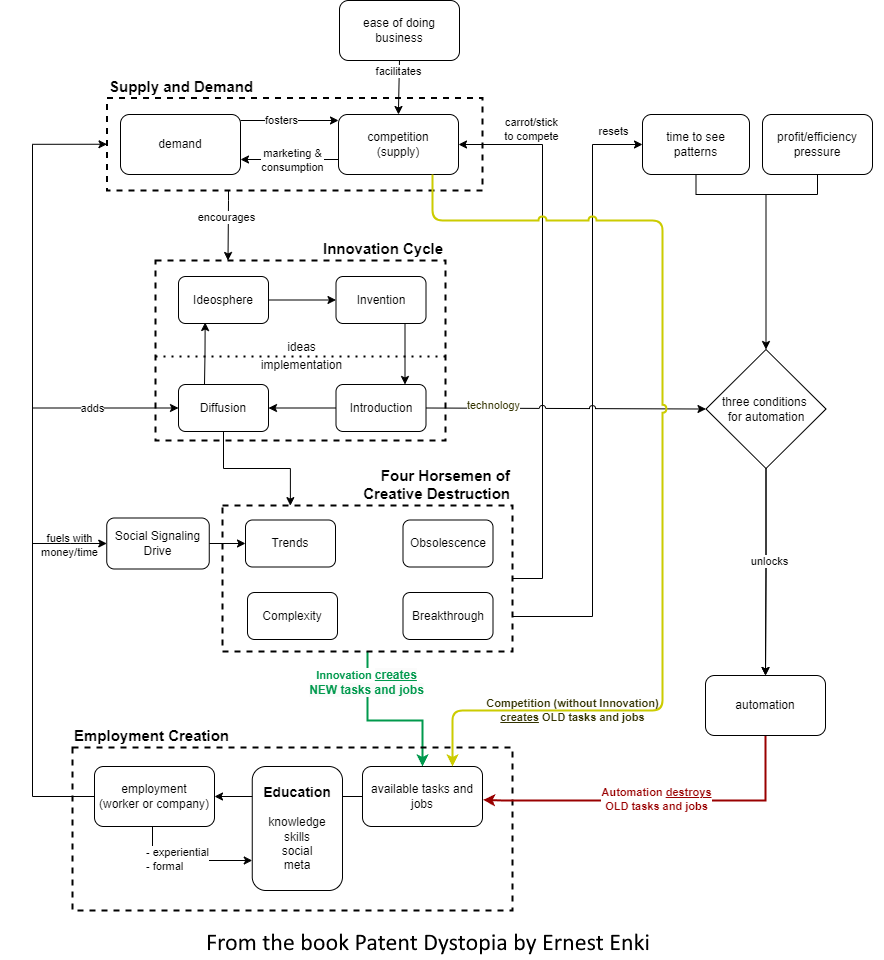 ease of doing
business
facilitates
Supply and Demand
demand
fosters
marketing &
consumption
competition
(supply)
carrot/stick
to compete
resets
time to see
patterns
profit/efficiency
pressure
encourages
Innovation Cycle
Ideosphere
Invention
ideas
implementation
Diffusion
Introduction
adds
technology
three conditions
for automation
Four Horsemen of
Creative Destruction
fuels with
money/time
Social Signaling
Drive
Trends
Obsolescence
Complexity
Breakthrough
unlocks
Innovation creates
NEW tasks and jobs
Competition (without Innovation)
creates OLD tasks and jobs
automation
Employment Creation
employment
(worker or company)
- experiential
- formal
Education
knowledge
skills
social
meta
available tasks and
jobs
Automation destroys
OLD tasks and jobs
From the book Patent Dystopia by Ernest Enki